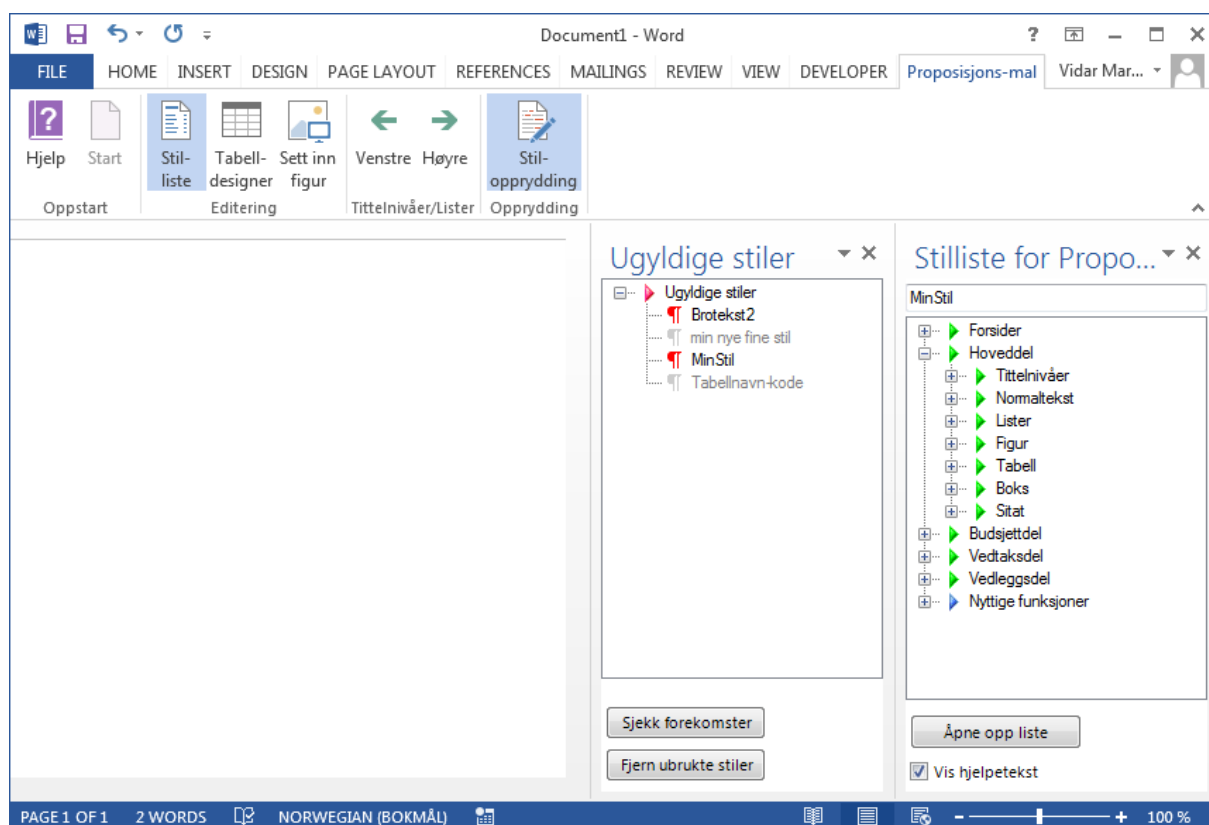 Document1 - Word
FILE HOME INSERT DESIGN PAGE LAYOUT REFERENCES MAILINGS REVIEW VIEW DEVELOPER Proposisjons-mal Vidar Mar...
Hjelp
Start
Stil-
liste
Tabell-
designer
Sett inn
figur
Venstre
Høyre
Stil-
opprydding
Oppstart
Editering
Tittelnivåer/Lister
Opprydding
Ugyldige stiler
Ugyldige stiler
Brotekst2
min nye fine stil
MinStil
Tabellnavn-kode
Sjekk forekomster
Fjern ubrukte stiler
Stilliste for Propo...
MinStil
Forsider
Hoveddel
Tittelnivåer
Normaltekst
Lister
Figur
Tabell
Boks
Sitat
Budsjettdel
Vedtaksdel
Vedleggsdel
Nyttige funksjoner
Åpne opp liste
Vis hjelpetekst
PAGE 1 OF 1 2 WORDS NORWEGIAN (BOKMÅL) 100 %